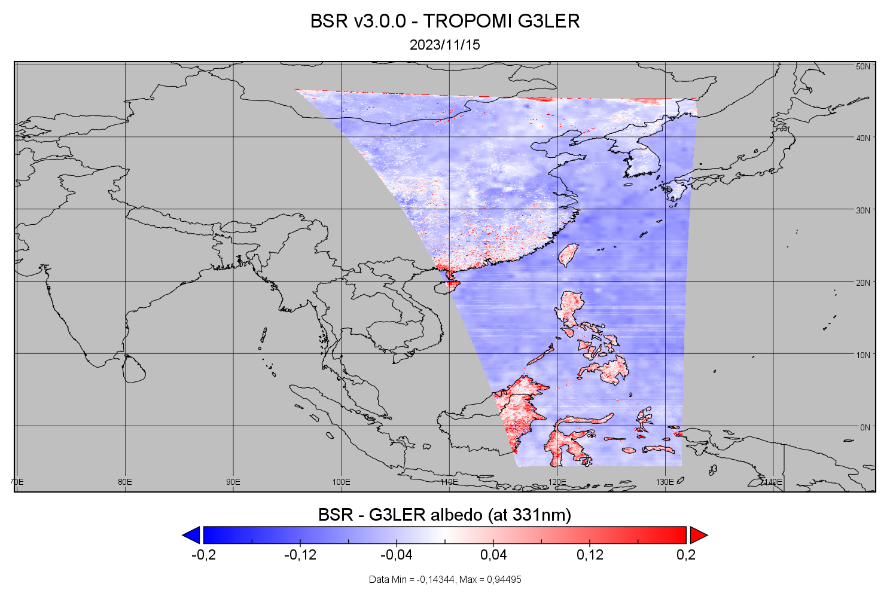 BSR v3.0.0 - TROPOMI G3LER
2023/11/15
50N
40N
30N
20N
10N
0N
70E 80E 90E 100E 110E 120E 130E 140E
BSR - G3LER albedo (at 331nm)
-0,2 -0,12 -0,04 0,04 0,12 0,2
Data Min = -0,14344, Max = 0,94495